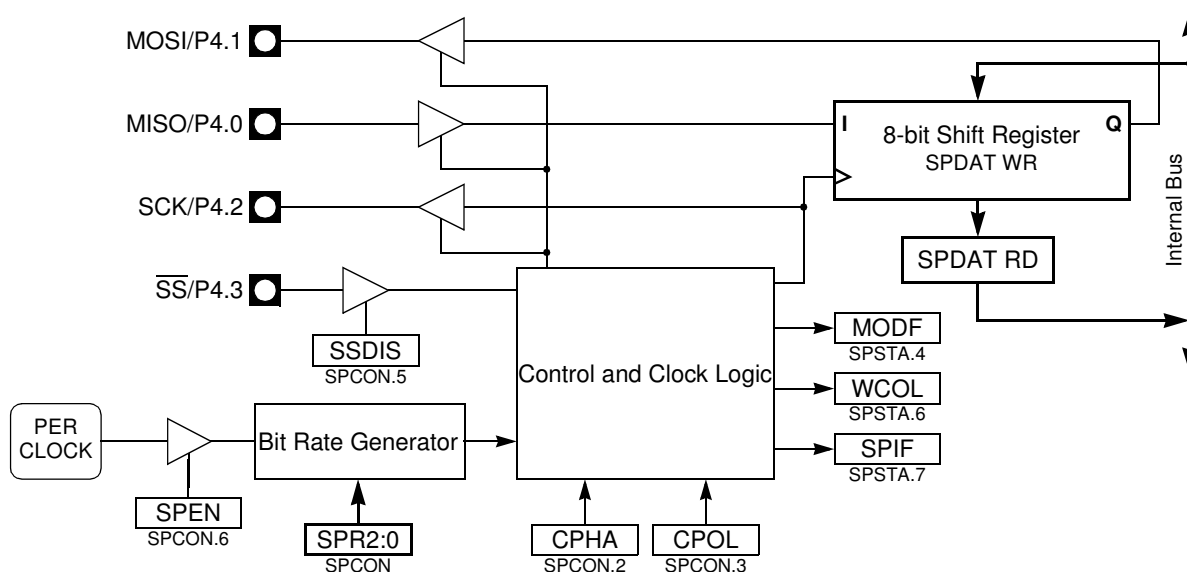 MOSI/P4.1
MISO/P4.0
I
8-bit Shift Register
Q
SPDAT WR
SCK/P4.2
Internal Bus
SPDAT RD
SS/P4.3
MODF
SPSTA.4
SSDIS
SPCON.5
Control and Clock Logic
WCOL
SPSTA.6
PER
CLOCK
Bit Rate Generator
SPIF
SPSTA.7
SPEN
SPCON.6
SPR2:0
SPCON
CPHA
SPCON.2
CPOL
SPCON.3